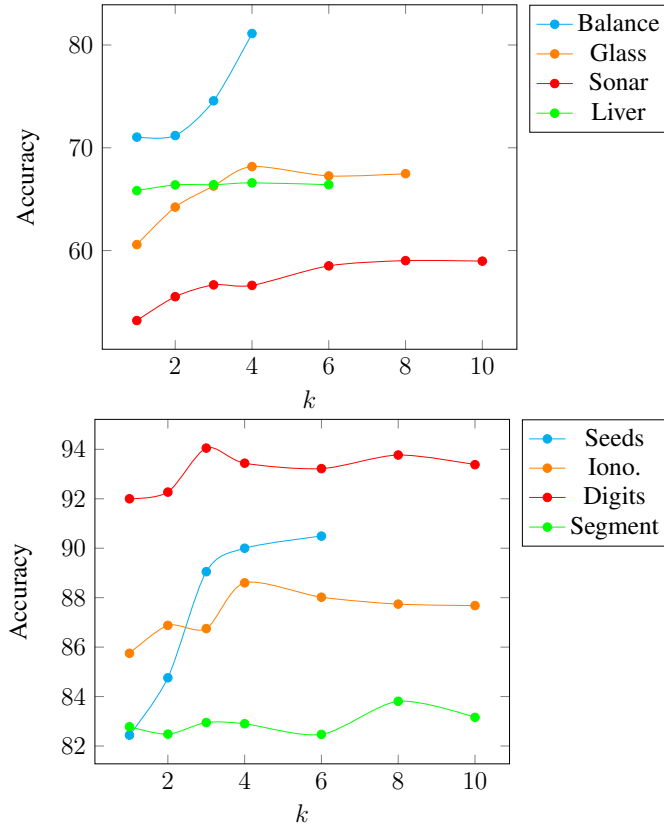 80
70
60
Accuracy
2 4 6 8 10
k
Balance
Glass
Sonar
Liver
94
92
90
88
86
84
82
Accuracy
2 4 6 8 10
k
Seeds
Iono.
Digits
Segment